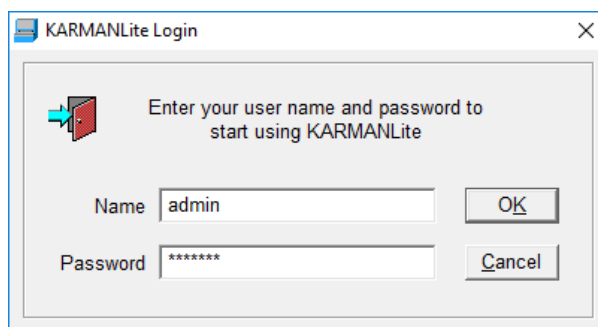 KARMANLite Login
Enter your user name and password to
start using KARMANLite
Name admin OK
Password ******* Cancel